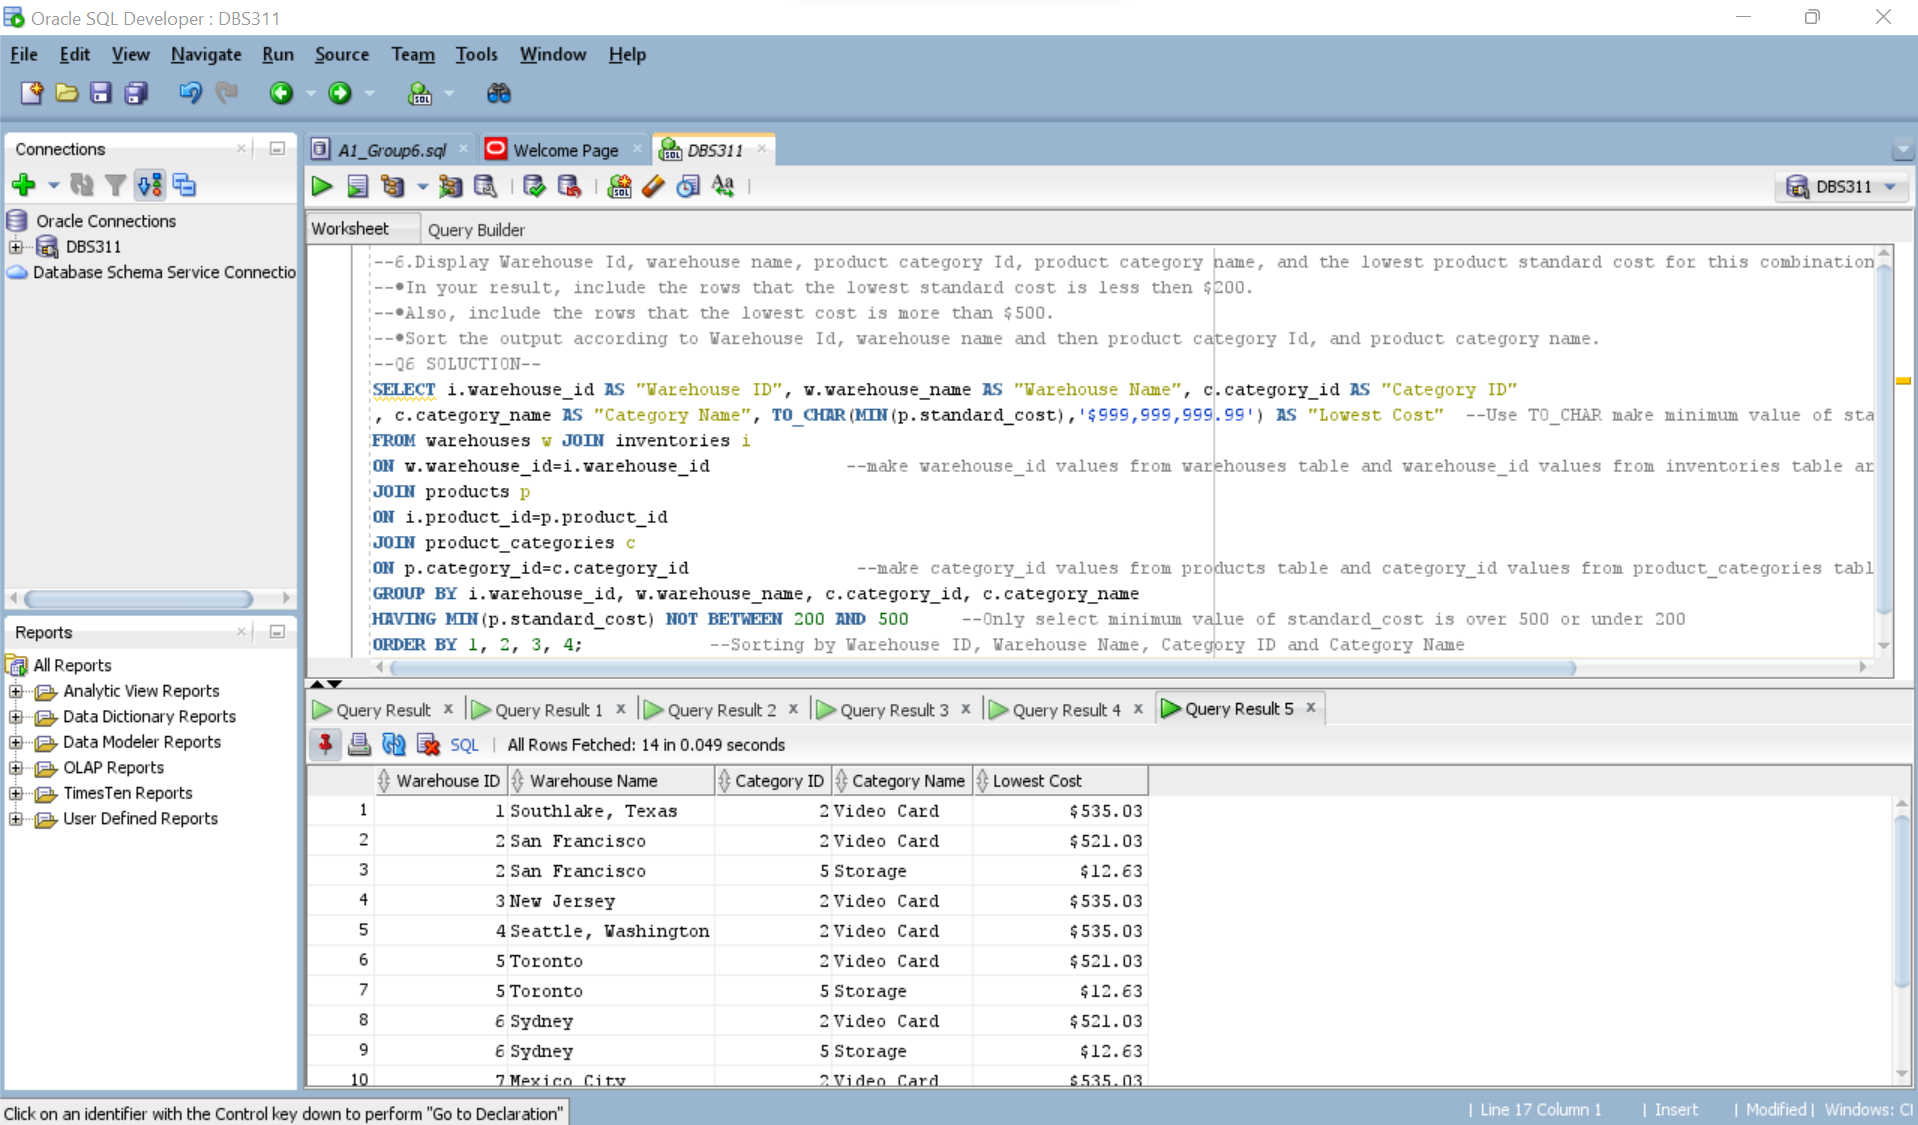 Oracle SQL Developer : DBS311
File Edit View Navigate Run Source Team Tools Window Help
Connections
Oracle Connections
DBS311
Database Schema Service Connectio
Reports
All Reports
Analytic View Reports
Data Dictionary Reports
Data Modeler Reports
OLAP Reports
TimesTen Reports
User Defined Reports
A1_Group6.sql Welcome Page DBS311
DBS311
Worksheet Query Builder
--6.Display Warehouse Id, warehouse name, product category Id, product category name, and the lowest product standard cost for this combination
--•In your result, include the rows that the lowest standard cost is less then $200.
--•Also, include the rows that the lowest cost is more than $500.
--•Sort the output according to Warehouse Id, warehouse name and then product category Id, and product category name.
--Q6 SOLUCTION--
SELECT i.warehouse_id AS "Warehouse ID", w.warehouse_name AS "Warehouse Name", c.category_id AS "Category ID"
, c.category_name AS "Category Name", TO_CHAR(MIN(p.standard_cost),'$999,999,999.99') AS "Lowest Cost" --Use TO_CHAR make minimum value of sta
FROM warehouses w JOIN inventories i
ON w.warehouse_id=i.warehouse_id --make warehouse_id values from warehouses table and warehouse_id values from inventories table ar
JOIN products p
ON i.product_id=p.product_id
JOIN product_categories c
ON p.category_id=c.category_id --make category_id values from products table and category_id values from product_categories tabl
GROUP BY i.warehouse_id, w.warehouse_name, c.category_id, c.category_name
HAVING MIN(p.standard_cost) NOT BETWEEN 200 AND 500 --Only select minimum value of standard_cost is over 500 or under 200
ORDER BY 1, 2, 3, 4; --Sorting by Warehouse ID, Warehouse Name, Category ID and Category Name
Query Result Query Result 1 Query Result 2 Query Result 3 Query Result 4 Query Result 5
SQL | All Rows Fetched: 14 in 0.049 seconds
Warehouse ID Warehouse Name Category ID Category Name Lowest Cost
1 1 Southlake, Texas 2 Video Card $535.03
2 2 San Francisco 2 Video Card $521.03
3 2 San Francisco 5 Storage $12.63
4 3 New Jersey 2 Video Card $535.03
5 4 Seattle, Washington 2 Video Card $535.03
6 5 Toronto 2 Video Card $521.03
7 5 Toronto 5 Storage $12.63
8 6 Sydney 2 Video Card $521.03
9 6 Sydney 5 Storage $12.63
10 7 Mexico City 2 Video Card $535.03
Click on an identifier with the Control key down to perform "Go to Declaration"
| Line 17 Column 1 | Insert | Modified | Windows: Cl